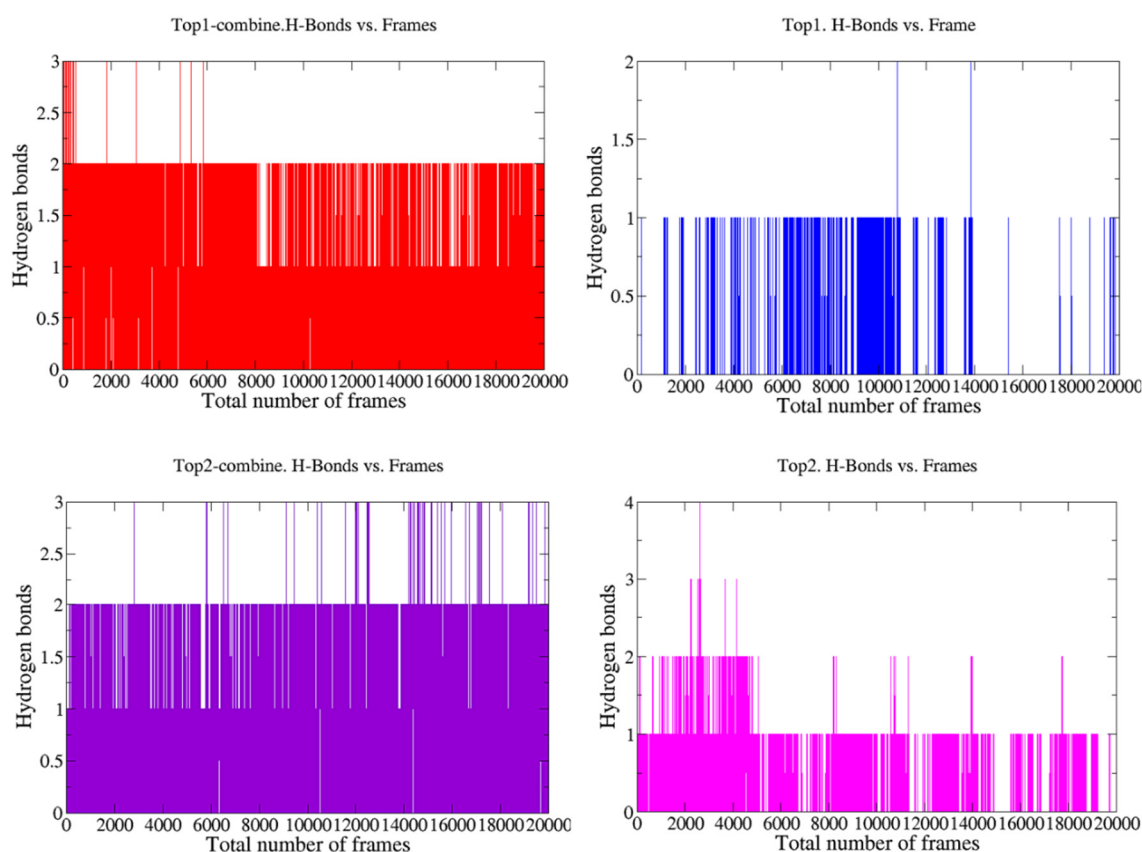 Top1-combine.H-Bonds vs. Frames
3
2.5
2
1.5
1
0.5
0
Hydrogen bonds
0 2000 4000 6000 8000 10000 12000 14000 16000 18000 20000
Total number of frames
Top1. H-Bonds vs. Frame
2
1.5
1
0.5
0
Hydrogen bonds
0 2000 4000 6000 8000 10000 12000 14000 16000 18000 20000
Total number of frames
Top2-combine. H-Bonds vs. Frames
3
2.5
2
1.5
1
0.5
0
Hydrogen bonds
0 2000 4000 6000 8000 10000 12000 14000 16000 18000 20000
Total number of frames
Top2. H-Bonds vs. Frames
4
3
2
1
0
Hydrogen bonds
0 2000 4000 6000 8000 10000 12000 14000 16000 18000 20000
Total number of frames